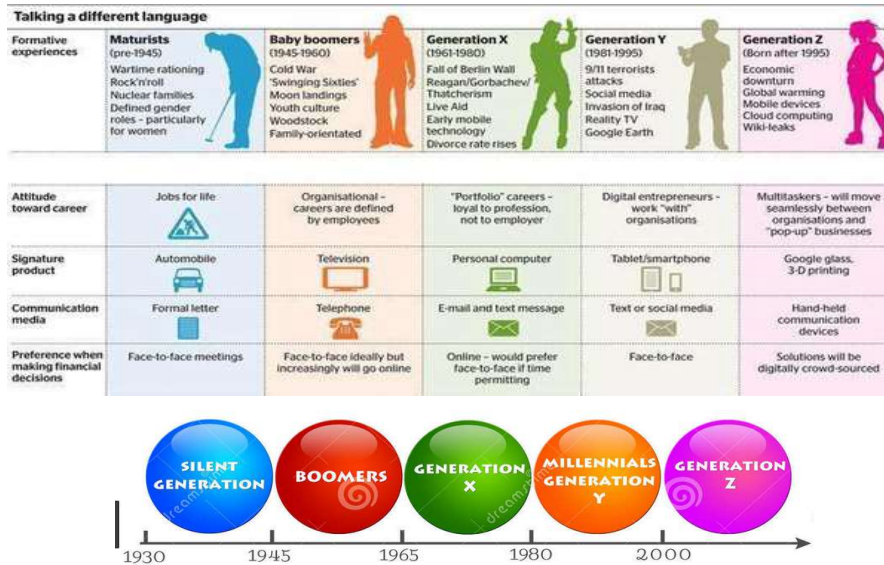 Talking a different language
Formative
experiences
Maturists
(pre-1945)
Wartime rationing
Rock'n'roll
Nuclear families
Defined gender
roles – particularly
for women
Baby boomers
(1945-1960)
Cold War
'Swinging Sixties'
Moon landings
Youth culture
Woodstock
Family-orientated
Generation X
(1961-1980)
Fall of Berlin Wall
Reagan/Gorbachev/
Thatcherism
Live Aid
Early mobile
technology
Divorce rate rises
Generation Y
(1981-1995)
9/11 terrorists
attacks
Social media
Invasion of Iraq
Reality TV
Google Earth
Generation Z
(Born after 1995)
Economic
downturn
Global warming
Mobile devices
Cloud computing
Wiki-leaks
Attitude
toward career
Jobs for life
Organisational –
careers are defined
by employees
"Portfolio" careers –
loyal to profession,
not to employer
Digital entrepreneurs –
work "with"
organisations
Multitaskers – will move
seamlessly between
organisations and
"pop-up" businesses
Signature
product
Automobile
Television
Personal computer
Tablet/smartphone
Google glass,
3-D printing
Communication
media
Formal letter
Telephone
E-mail and text message
Text or social media
Hand-held
communication
devices
Preference when
making financial
decisions
Face-to-face meetings
Face-to-face ideally but
increasingly will go online
Online – would prefer
face-to-face if time
permitting
Face-to-face
Solutions will be
digitally crowd-sourced
SILENT
GENERATION
BOOMERS
GENERATION
X
MILLENNIALS
GENERATION
Y
GENERATION
Z
1930
1945
1965
1980
2000